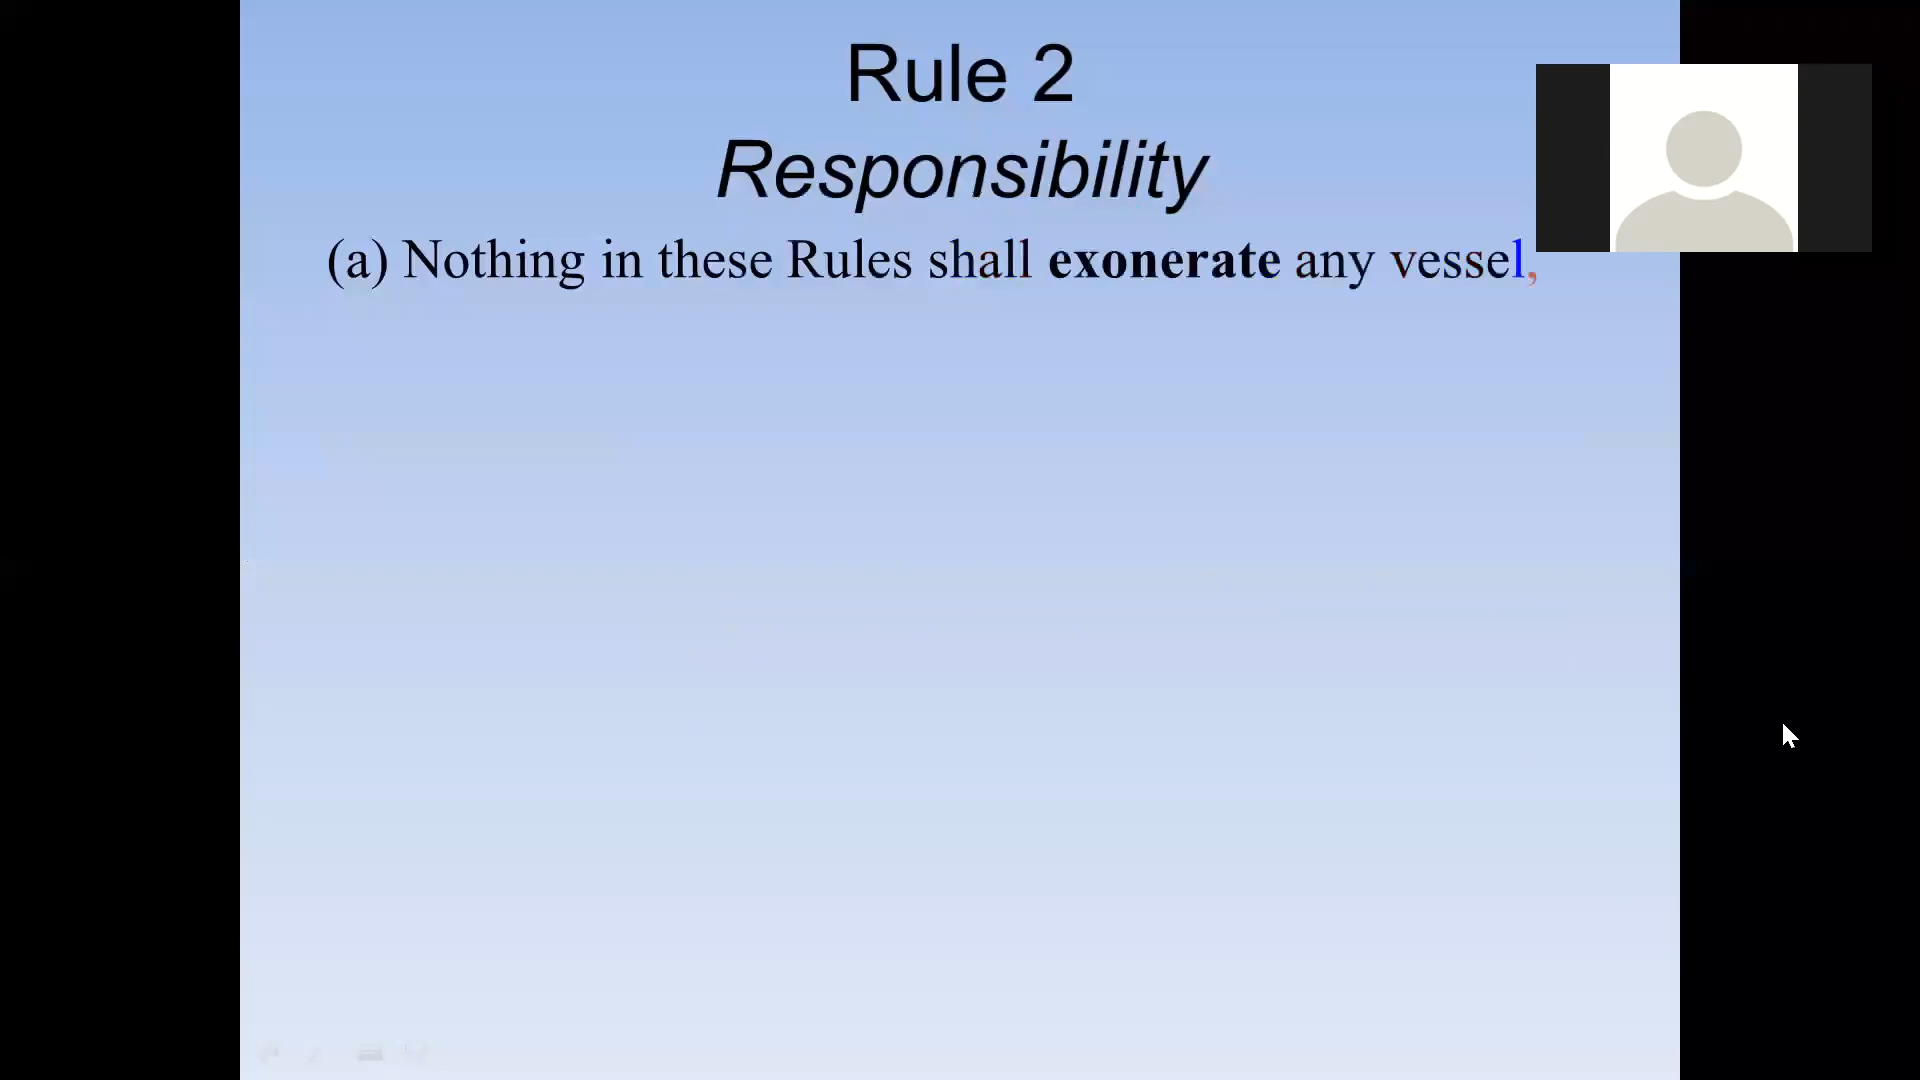 Rule 2
Responsibility
(a) Nothing in these Rules shall exonerate any vessel,